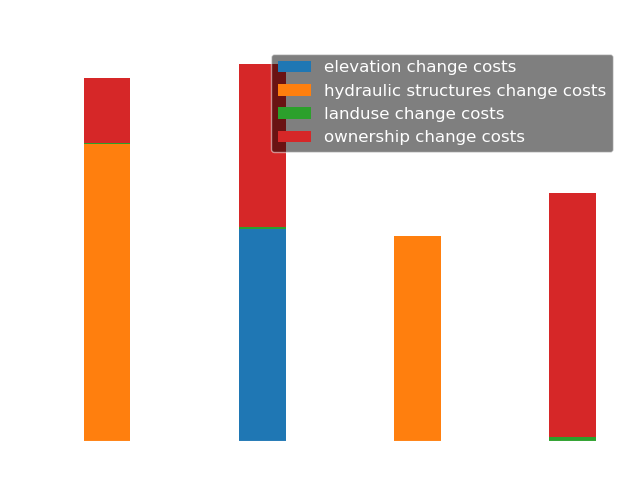 elevation change costs
hydraulic structures change costs
landuse change costs
ownership change costs